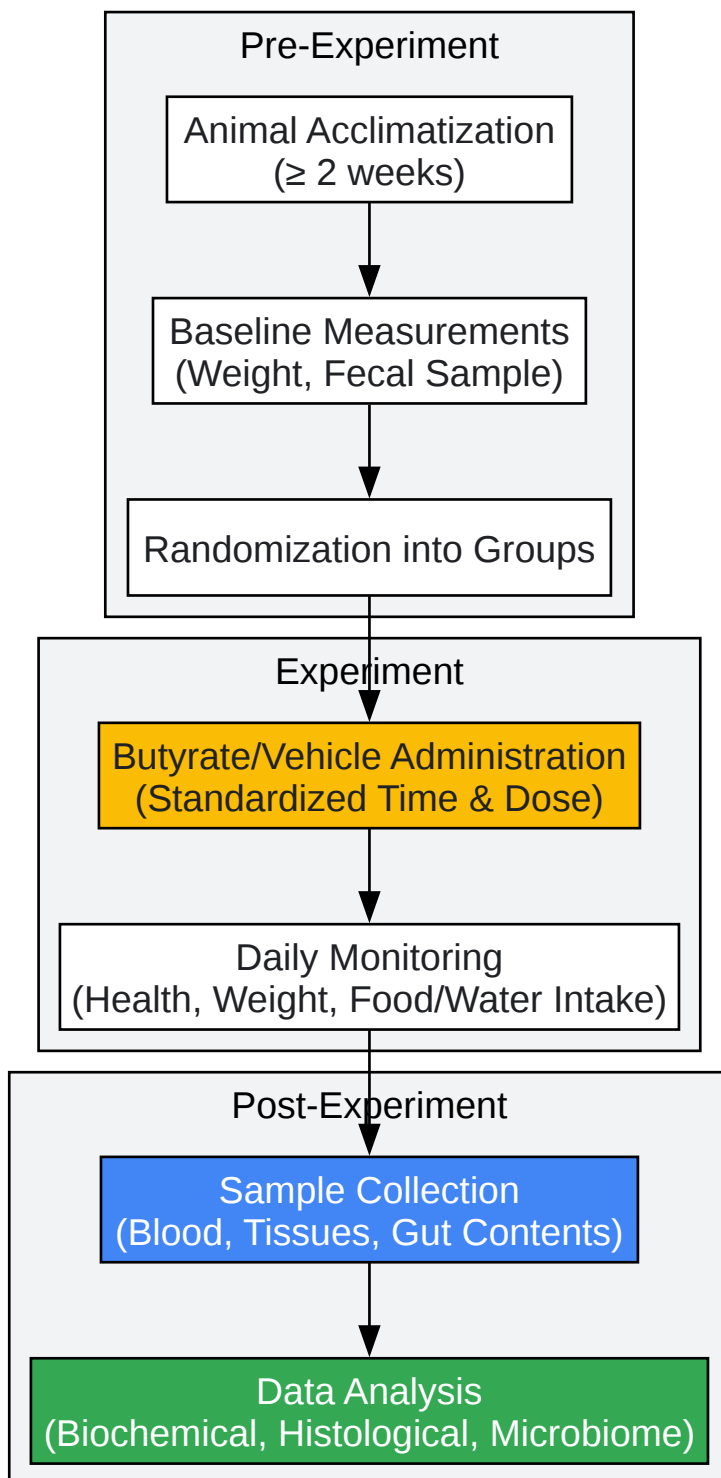 Pre-Experiment
Animal Acclimatization
(≥ 2 weeks)
Baseline Measurements
(Weight, Fecal Sample)
Randomization into Groups
Experiment
Butyrate/Vehicle Administration
(Standardized Time & Dose)
Daily Monitoring
(Health, Weight, Food/Water Intake)
Post-Experiment
Sample Collection
(Blood, Tissues, Gut Contents)
Data Analysis
(Biochemical, Histological, Microbiome)